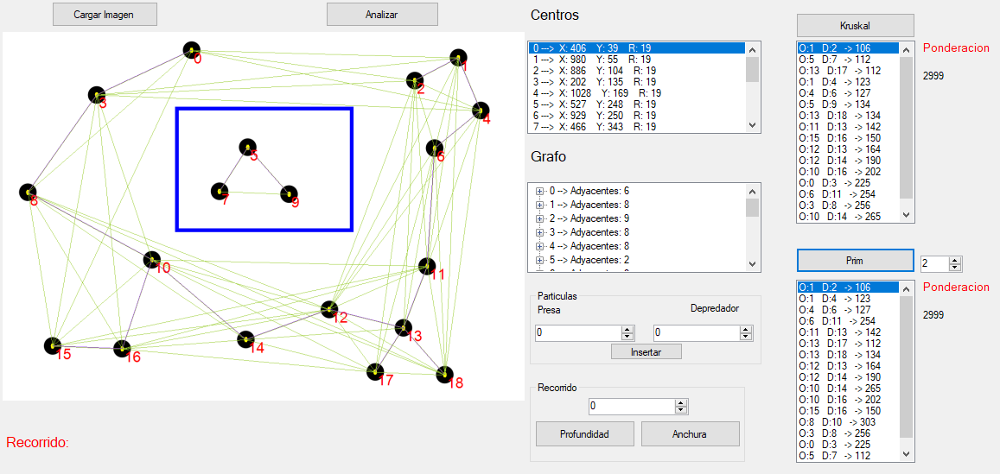 Cargar Imagen
Analizar
0
1
2
3
4
5
6
7
8
9
10
11
12
13
14
15
16
17
18
Recorrido:
Centros
0 ---> X: 406 Y: 39 R: 19
1 ---> X: 980 Y: 55 R: 19
2 ---> X: 886 Y: 104 R: 19
3 ---> X: 202 Y: 135 R: 19
4 ---> X: 1028 Y: 169 R: 19
5 ---> X: 527 Y: 248 R: 19
6 ---> X: 929 Y: 250 R: 19
7 ---> X: 466 Y: 343 R: 19
Grafo
0 --> Adyacentes: 6
1 --> Adyacentes: 8
2 --> Adyacentes: 9
3 --> Adyacentes: 8
4 --> Adyacentes: 8
5 --> Adyacentes: 2
Particulas
Presa
Depredador
0
0
Insertar
Recorrido
0
Profundidad
Anchura
Kruskal
O:1 D:2 -> 106
O:5 D:7 -> 112
O:13 D:17 -> 112
O:1 D:4 -> 123
O:4 D:6 -> 127
O:5 D:9 -> 134
O:13 D:18 -> 134
O:11 D:13 -> 142
O:15 D:16 -> 150
O:12 D:13 -> 164
O:12 D:14 -> 190
O:10 D:16 -> 202
O:0 D:3 -> 225
O:6 D:11 -> 254
O:3 D:8 -> 256
O:10 D:14 -> 265
Ponderacion
2999
Prim
2
O:1 D:2 -> 106
O:1 D:4 -> 123
O:4 D:6 -> 127
O:6 D:11 -> 254
O:11 D:13 -> 142
O:13 D:17 -> 112
O:13 D:18 -> 134
O:12 D:13 -> 164
O:12 D:14 -> 190
O:10 D:14 -> 265
O:10 D:16 -> 202
O:15 D:16 -> 150
O:8 D:10 -> 303
O:3 D:8 -> 256
O:0 D:3 -> 225
O:5 D:7 -> 112
Ponderacion
2999